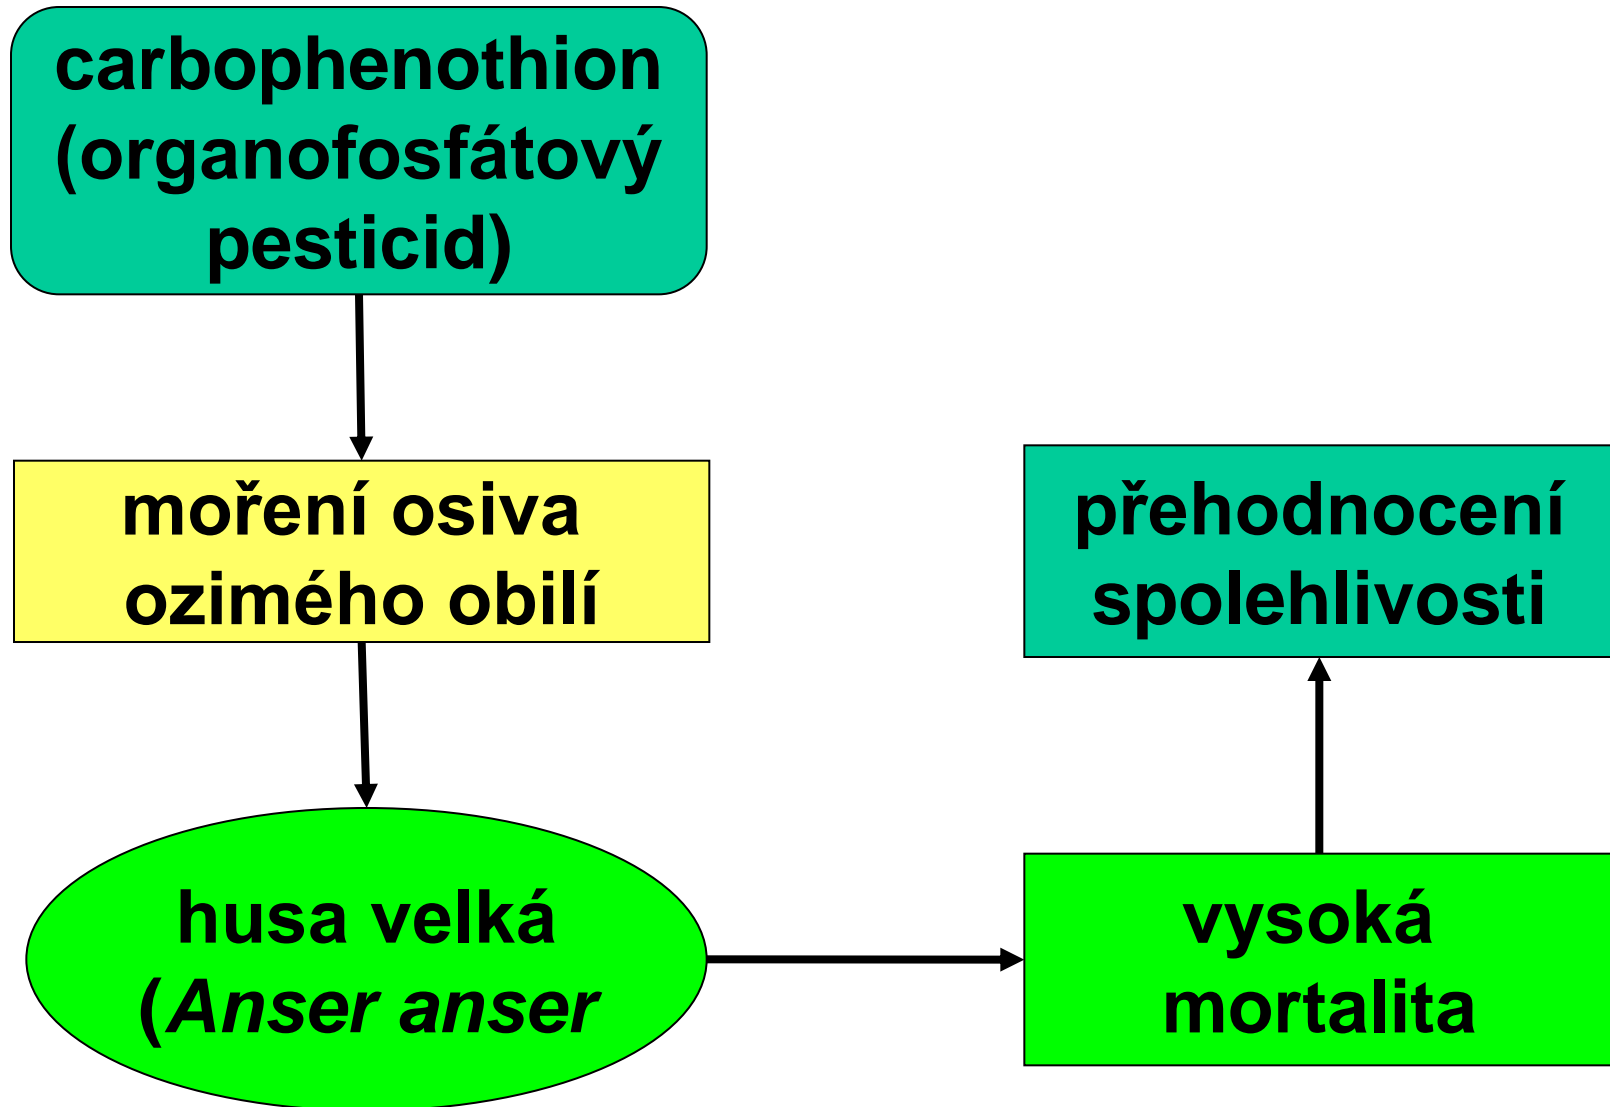 carbophenothion
(organofosfátový
pesticid)
moření osiva
ozimého obilí
husa velká
(Anser anser
vysoká
mortalita
přehodnocení
spolehlivosti